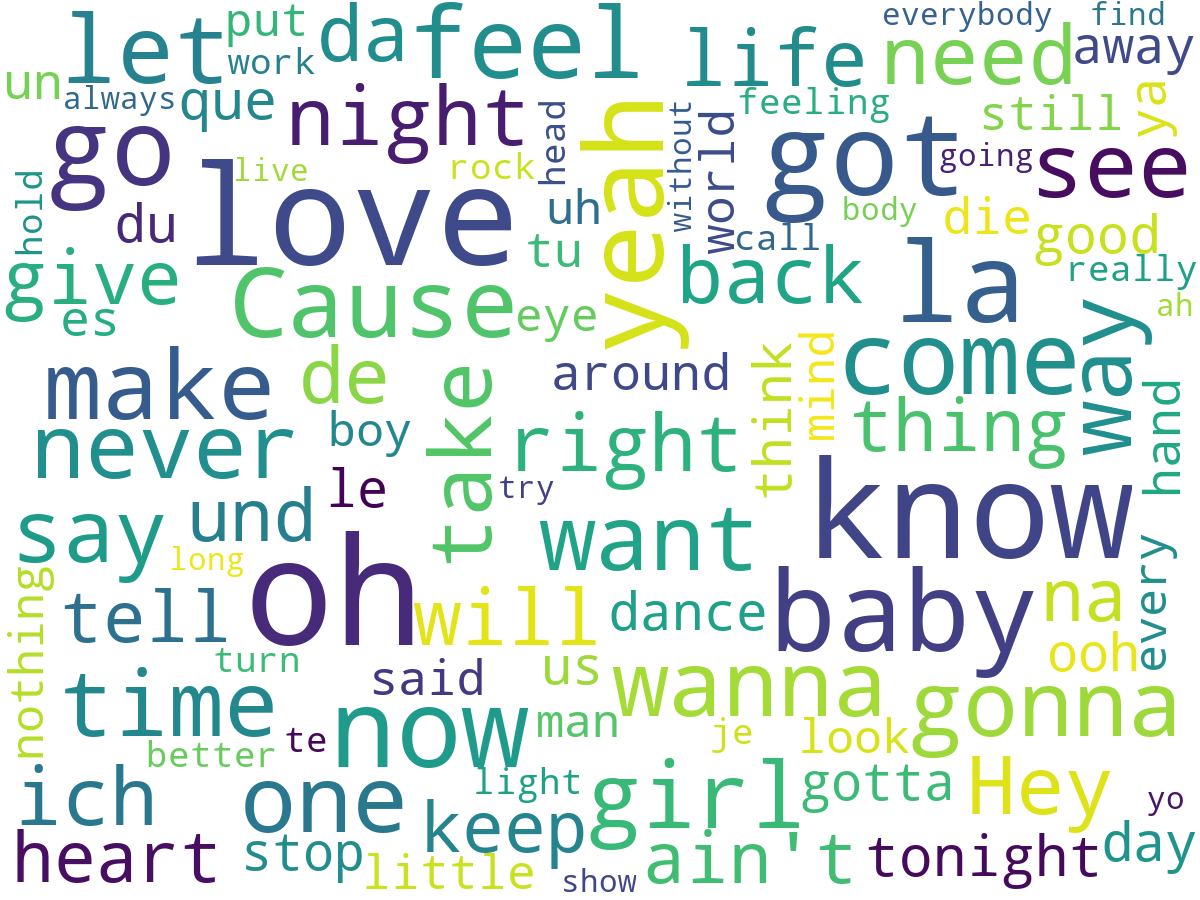 let
put
da
feel
life
everybody
find
need
away
un
work
always
que
night
feeling
still
ya
go
love
live
rock
head
yeah
without
world
got
going
see
hold
du
uh
tu
call
body
die
good
give
es
Cause
eye
back
la
really
ah
make
de
around
think
mind
come
way
never
boy
take
right
thing
hand
say
und
le
try
want
know
nothing
long
oh
will
tell
dance
baby
na
every
turn
said
us
wanna
ooh
time
now
man
je
look
gonna
better
te
ich
one
keep
light
girl
gotta
Hey
yo
heart
stop
little
show
ain't
tonight
day